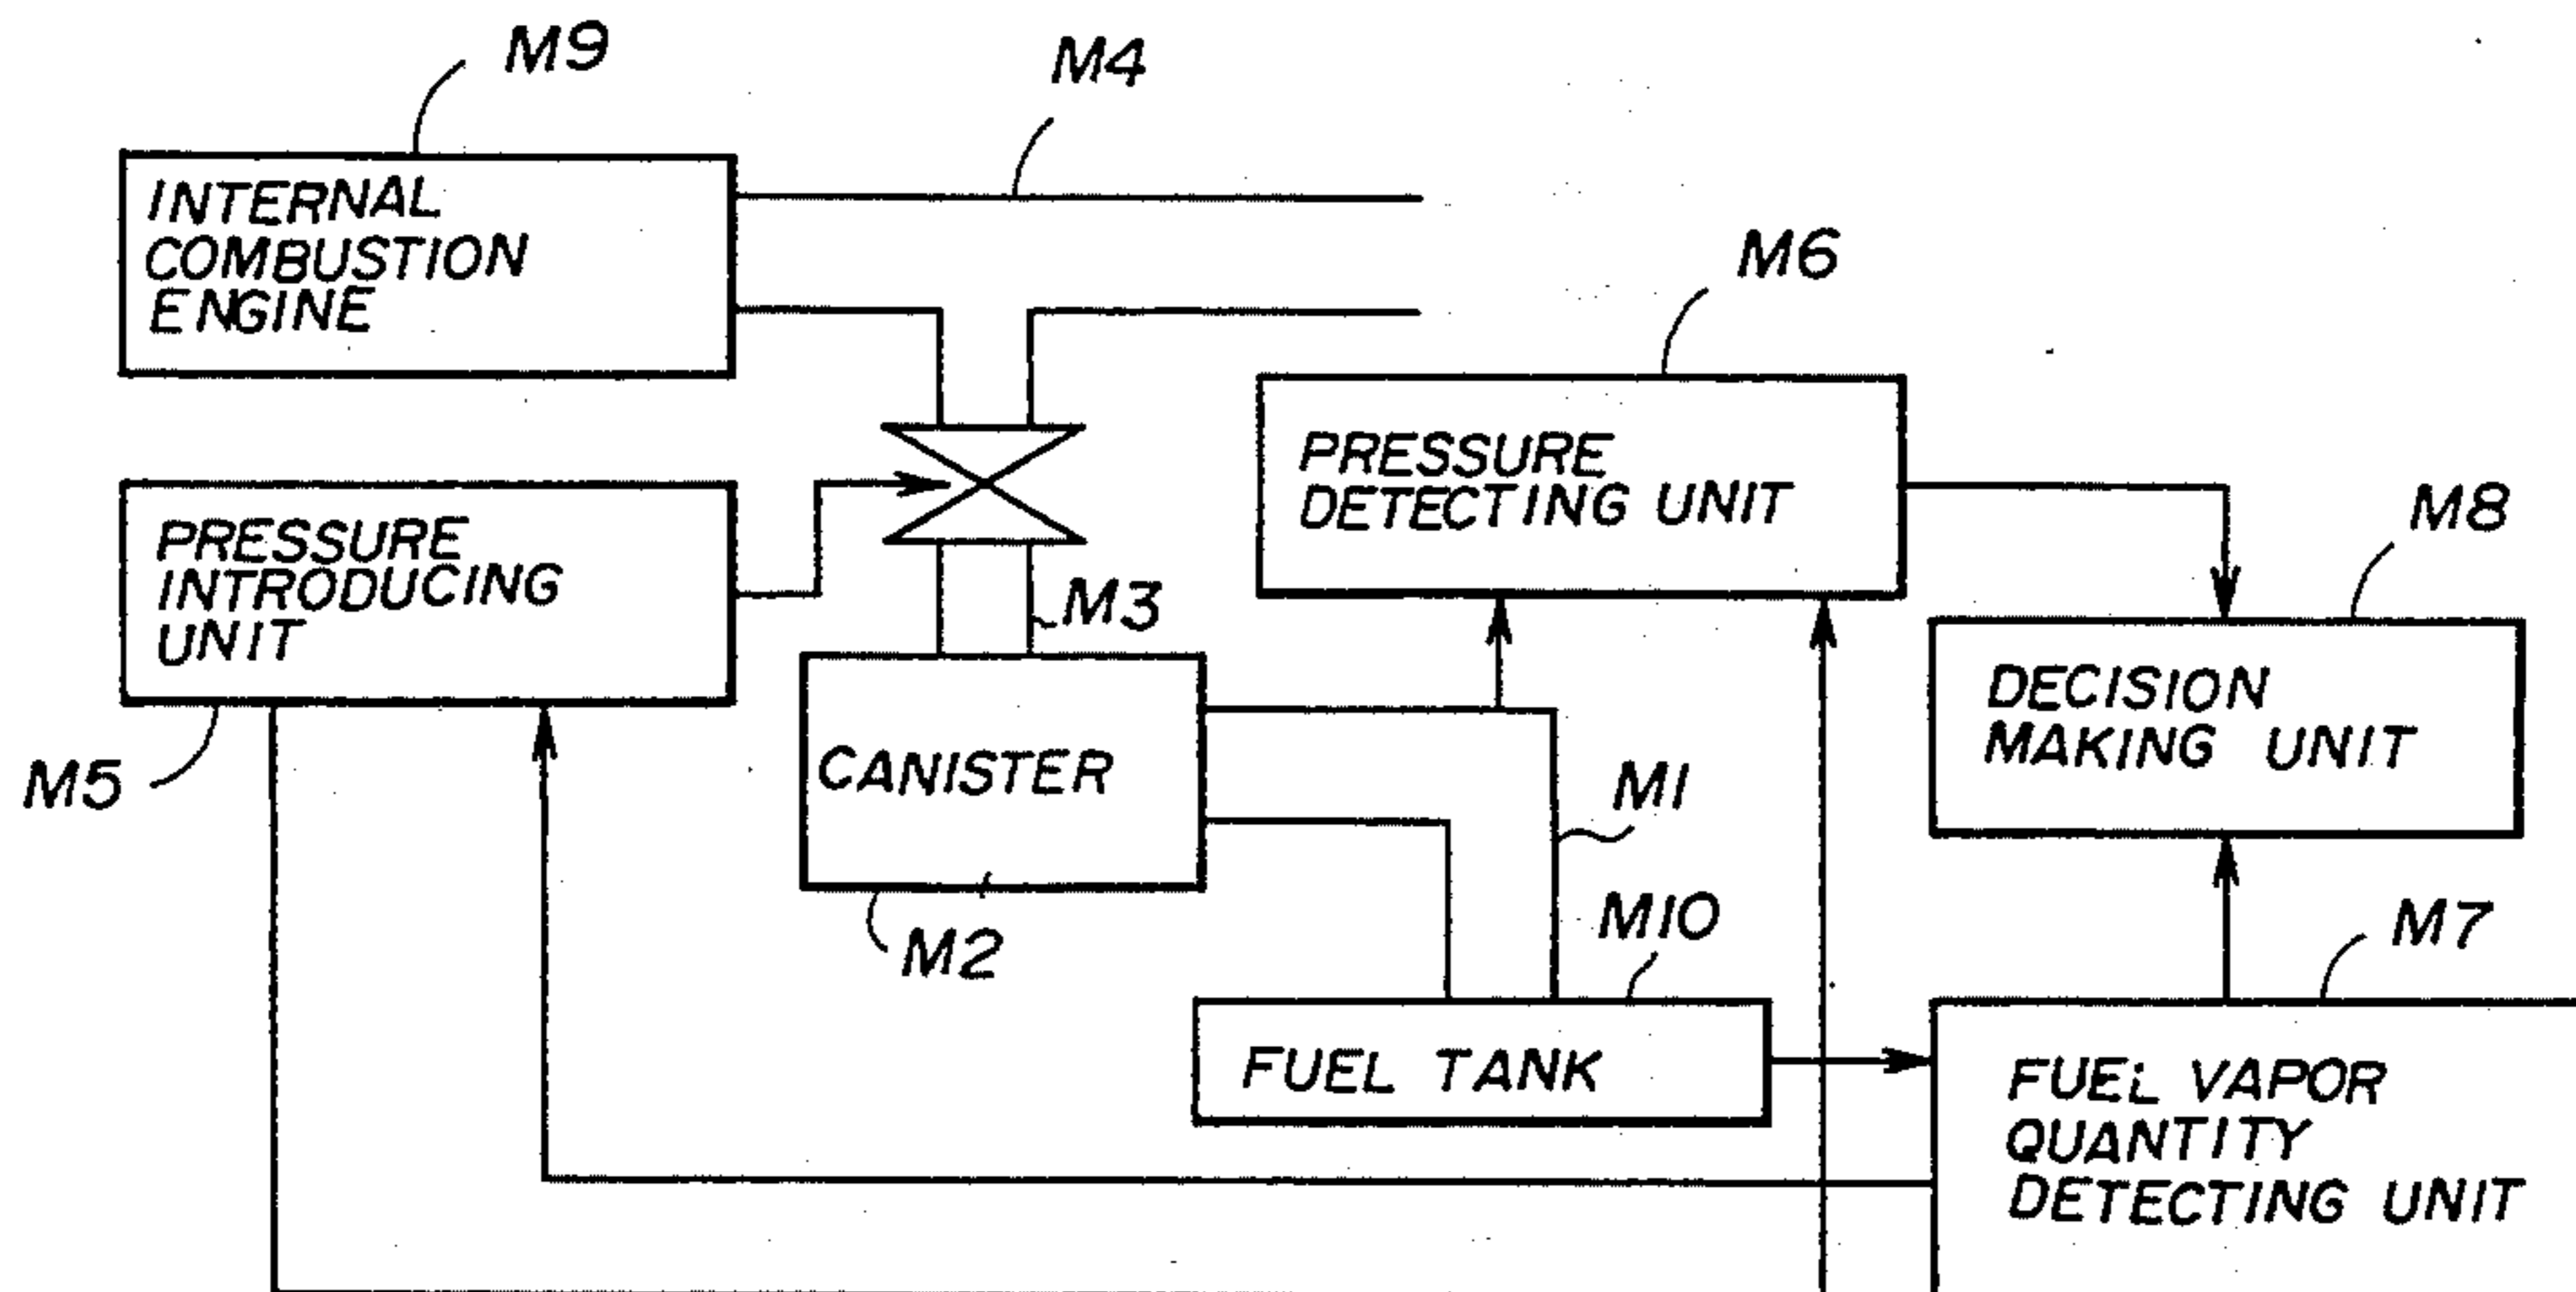 M9
M4
INTERNAL
COMBUSTION
ENGINE
M6
PRESSURE
DETECTING UNIT
M8
PRESSURE
INTRODUCING
UNIT
M3
DECISION
MAKING UNIT
M5
CANISTER
M1
M2
M10
M7
FUEL TANK
FUEL VAPOR
QUANTITY
DETECTING UNIT